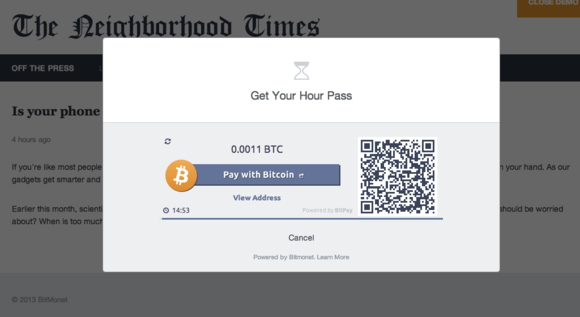 CLOSE DEMO
The Neighborhood Times
OFF THE PRESS
Get Your Hour Pass
Is your phone
4 hours ago
0.0011 BTC
Pay with Bitcoin
View Address
14:53
Powered by BitPay
If you're like most people
n your hand. As our
gadgets get smarter and
Earlier this month, scienti
should be worried
about? When is too much
Cancel
Powered by Bitmonet. Learn More
© 2013 BitMonet